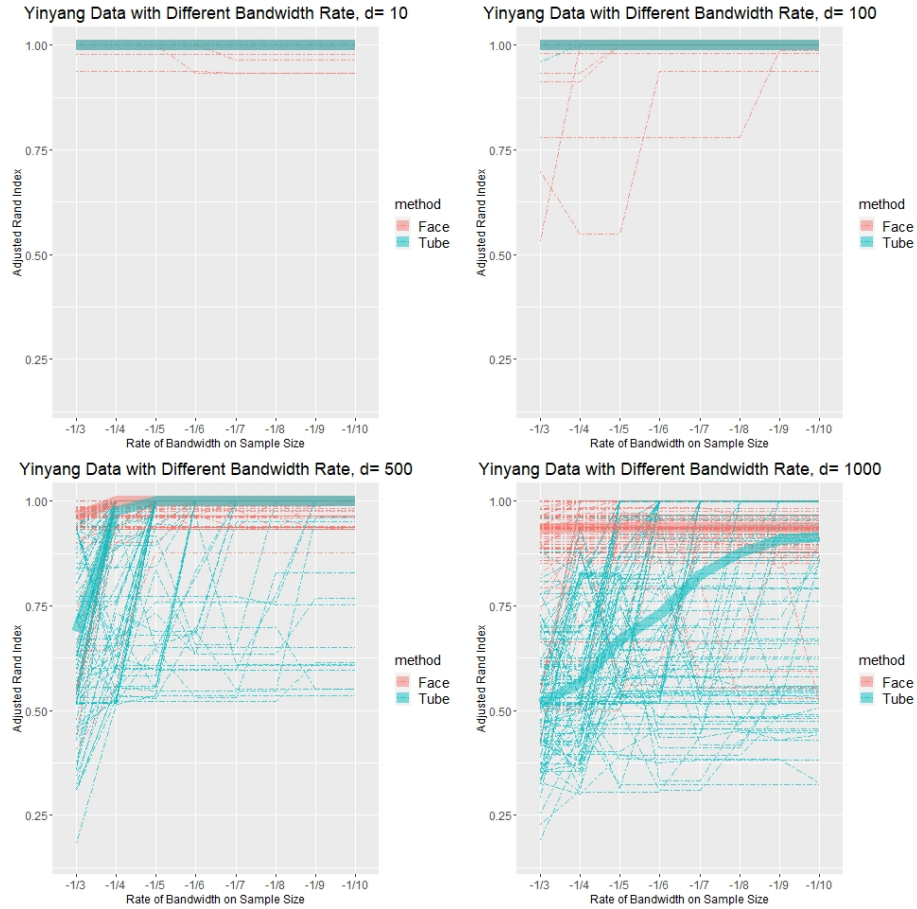 Yinyang Data with Different Bandwidth Rate, d= 10
Adjusted Rand Index
1.00
0.75
0.50
0.25
-1/3 -1/4 -1/5 -1/6 -1/7 -1/8 -1/9 -1/10
Rate of Bandwidth on Sample Size
method
Face
Tube
Yinyang Data with Different Bandwidth Rate, d= 100
Adjusted Rand Index
1.00
0.75
0.50
0.25
-1/3 -1/4 -1/5 -1/6 -1/7 -1/8 -1/9 -1/10
Rate of Bandwidth on Sample Size
method
Face
Tube
Yinyang Data with Different Bandwidth Rate, d= 500
Adjusted Rand Index
1.00
0.75
0.50
0.25
-1/3 -1/4 -1/5 -1/6 -1/7 -1/8 -1/9 -1/10
Rate of Bandwidth on Sample Size
method
Face
Tube
Yinyang Data with Different Bandwidth Rate, d= 1000
Adjusted Rand Index
1.00
0.75
0.50
0.25
-1/3 -1/4 -1/5 -1/6 -1/7 -1/8 -1/9 -1/10
Rate of Bandwidth on Sample Size
method
Face
Tube